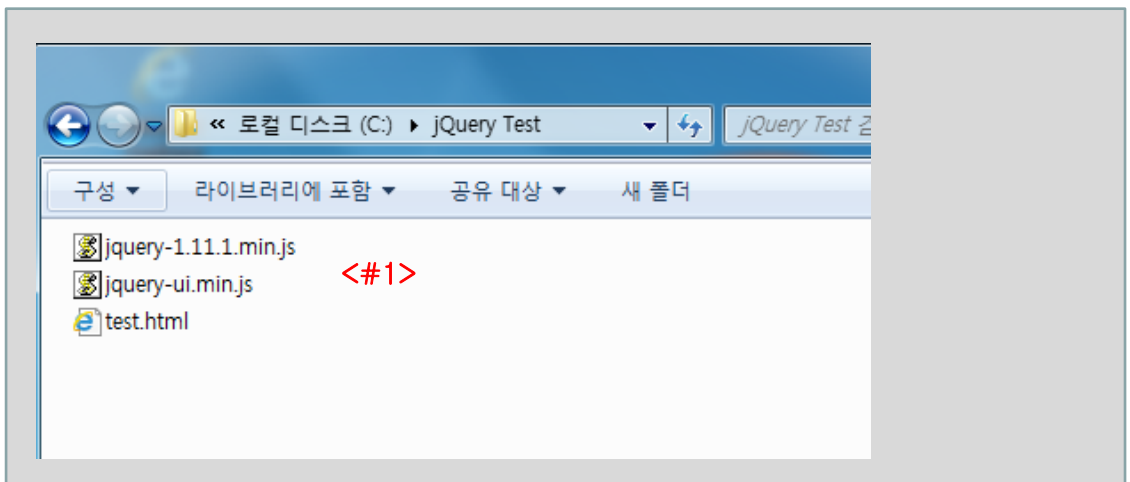 « 로컬 디스크 (C:) ▸ jQuery Test jQuery Test
구성 ▼ 라이브러리에 포함 ▼ 공유 대상 ▼ 새 폴더
jquery-1.11.1.min.js
<#1>
jquery-ui.min.js
test.html